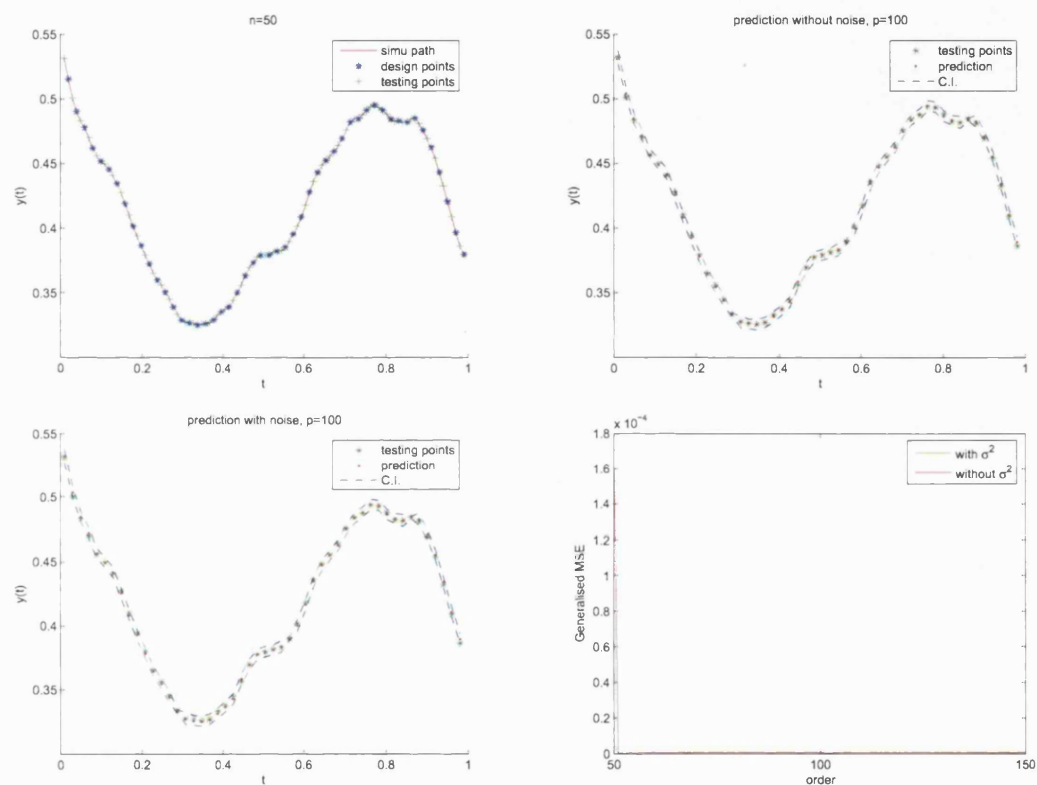 n=50
0.55
0.5
0.45
0.4
0.35
y(t)
0
0.2
0.4
0.6
0.8
1
t
simu path
design points
testing points
prediction without noise, p=100
0.55
0.5
0.45
0.4
0.35
y(t)
0
0.2
0.4
0.6
0.8
1
t
testing points
prediction
C.I.
prediction with noise, p=100
0.55
0.5
0.45
0.4
0.35
y(t)
0
0.2
0.4
0.6
0.8
1
t
testing points
prediction
C.I.
x 10⁻⁴
1.8
1.6
1.4
1.2
1
0.8
0.6
0.4
0.2
0
Generalised MSE
50
100
150
order
with σ²
without σ²